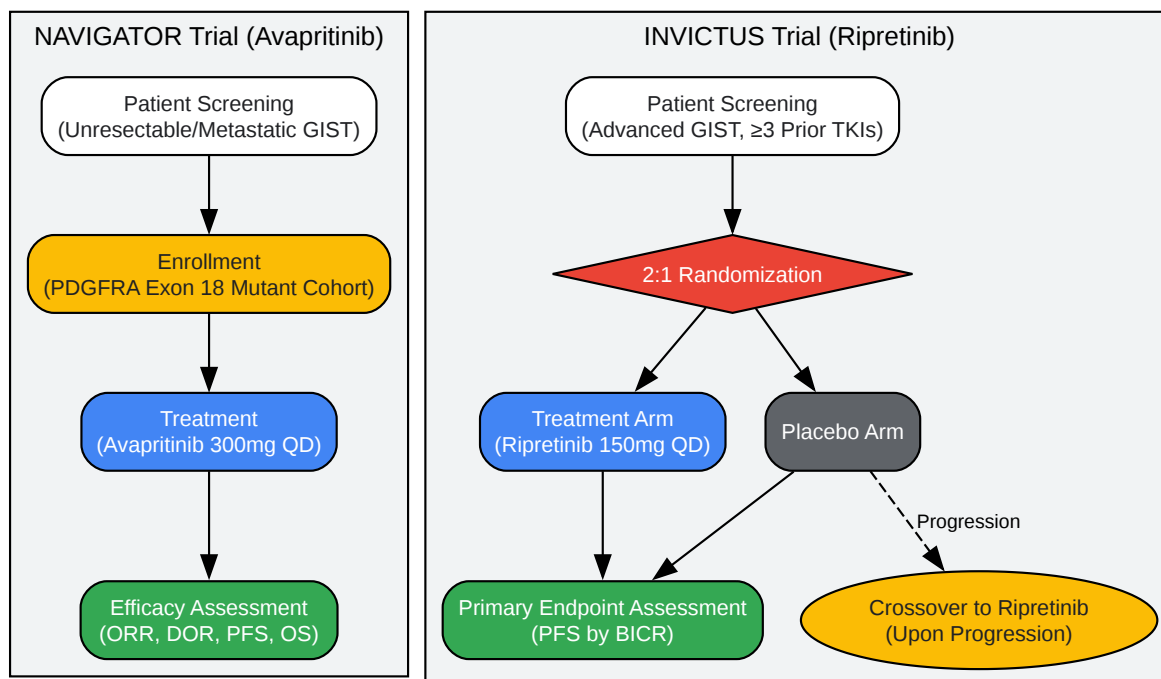 NAVIGATOR Trial (Avapritinib)
Patient Screening
(Unresectable/Metastatic GIST)
Enrollment
(PDGFRA Exon 18 Mutant Cohort)
Treatment
(Avapritinib 300mg QD)
Efficacy Assessment
(ORR, DOR, PFS, OS)
INVICTUS Trial (Ripretinib)
Patient Screening
(Advanced GIST, ≥3 Prior TKIs)
2:1 Randomization
Treatment Arm
(Ripretinib 150mg QD)
Placebo Arm
Progression
Primary Endpoint Assessment
(PFS by BICR)
Crossover to Ripretinib
(Upon Progression)